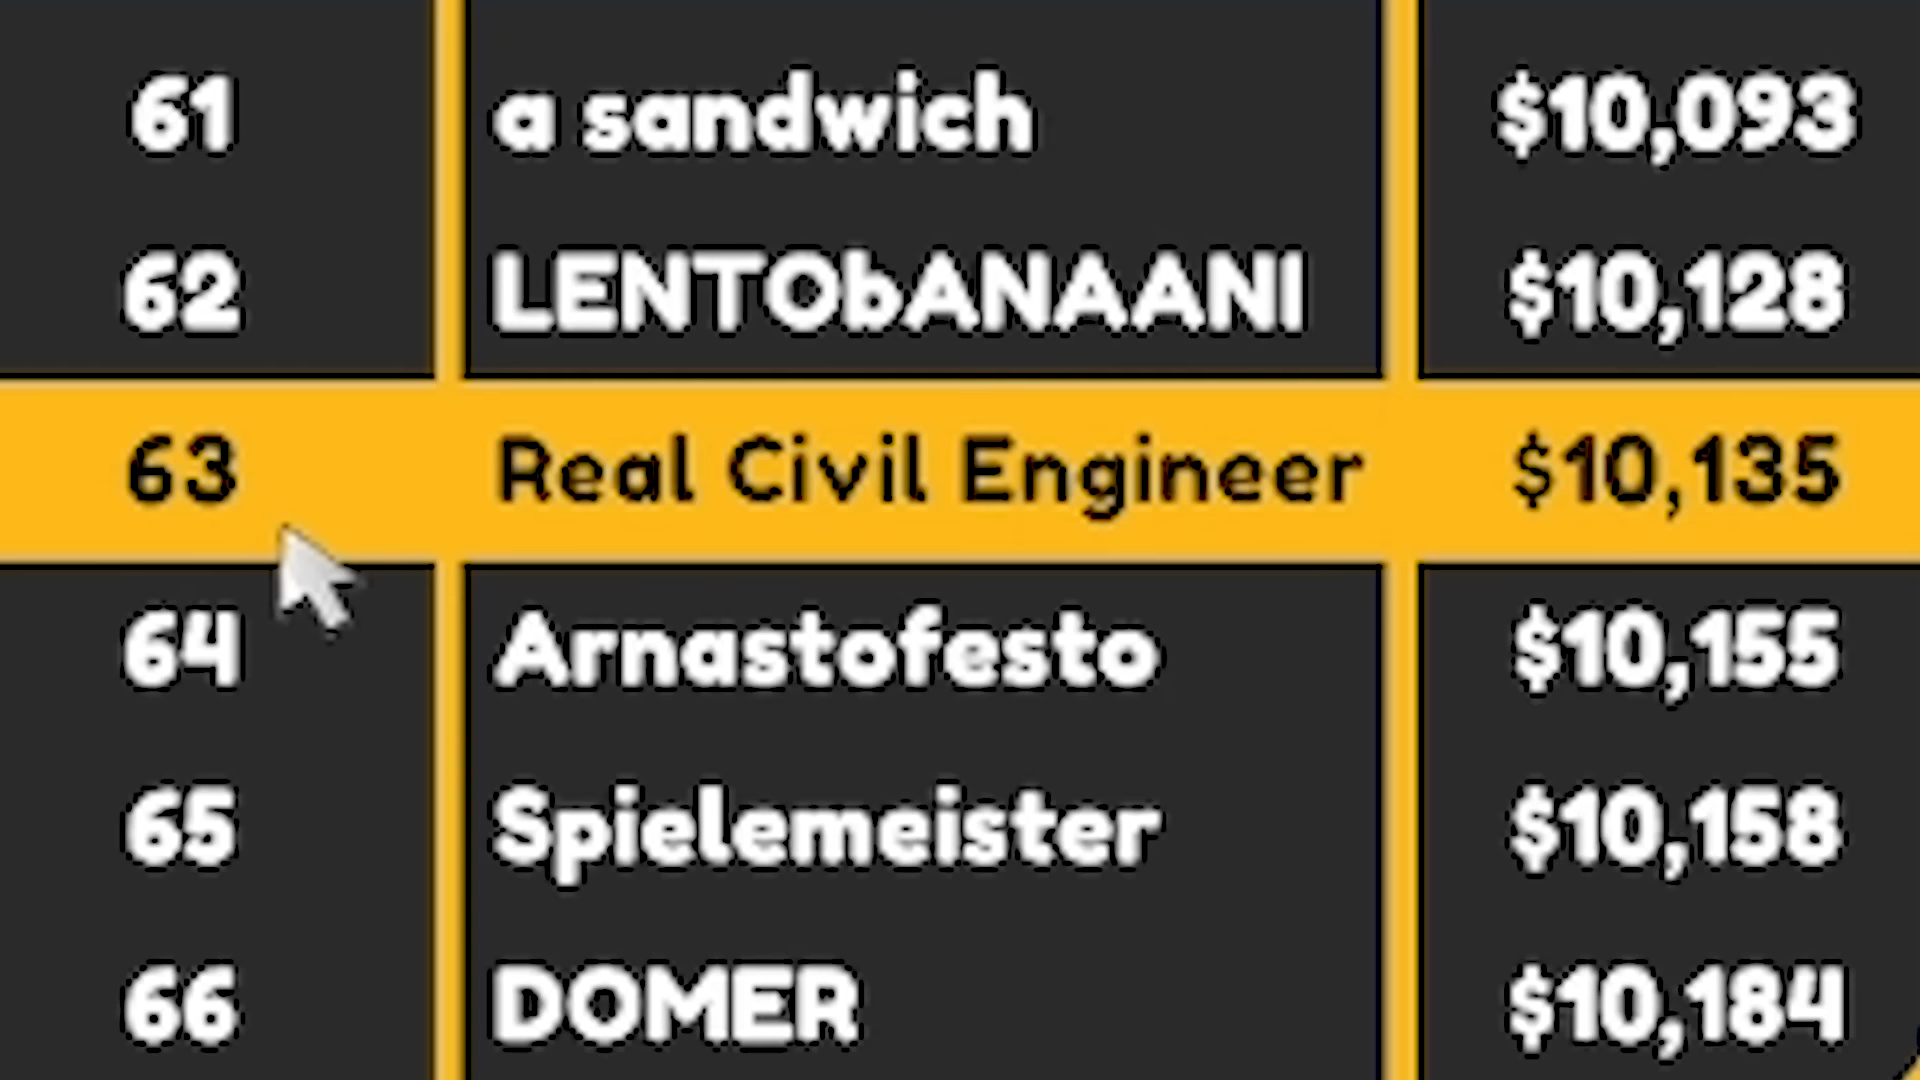 61 a sandwich $10,093
62 LENTObANAANI $10,128
63 Real Civil Engineer $10,135
64 Arnastofesto $10,155
65 Spielemeister $10,158
66 DOMER $10,184